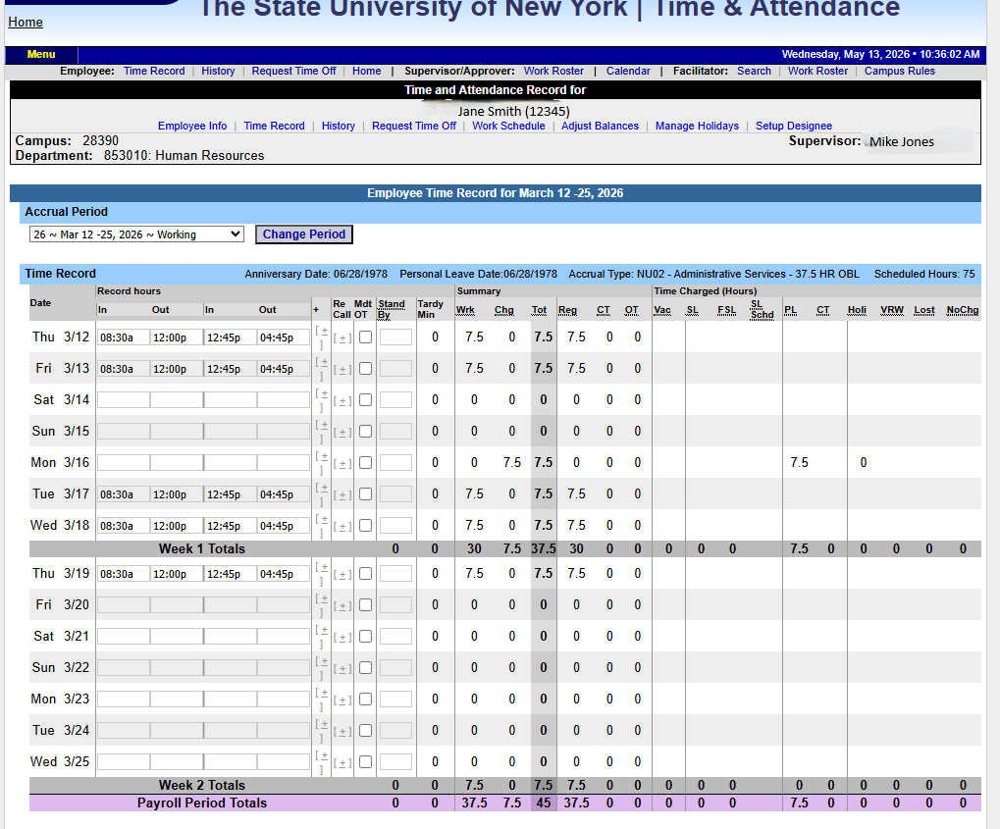 The State University of New York | Time & Attendance
Home
Menu Wednesday, May 13, 2026 • 10:36:02 AM
Employee: Time Record | History | Request Time Off | Home | Supervisor/Approver: Work Roster | Calendar | Facilitator: Search | Work Roster | Campus Rules
Time and Attendance Record for
Jane Smith (12345)
Employee Info | Time Record | History | Request Time Off | Work Schedule | Adjust Balances | Manage Holidays | Setup Designee
Campus: 28390 Supervisor: Mike Jones
Department: 853010: Human Resources
Employee Time Record for March 12 -25, 2026
Accrual Period
26 ~ Mar 12 -25, 2026 ~ Working Change Period
Time Record Anniversary Date: 06/28/1978 Personal Leave Date:06/28/1978 Accrual Type: NU02 - Administrative Services - 37.5 HR OBL Scheduled Hours: 75
Date Record hours Summary Time Charged (Hours)
In Out In Out + Re Call Mdt OT Stand By Tardy Min Wrk Chg Tot Reg CT OT Vac SL FSL SL Schd PL CT Holi VRW Lost NoChg
Thu 3/12 08:30a 12:00p 12:45p 04:45p [±] [±] 0 7.5 0 7.5 7.5 0 0
Fri 3/13 08:30a 12:00p 12:45p 04:45p [±] [±] 0 7.5 0 7.5 7.5 0 0
Sat 3/14 [±] [±] 0 0 0 0 0 0 0
Sun 3/15 [±] [±] 0 0 0 0 0 0 0
Mon 3/16 [±] [±] 0 0 7.5 7.5 0 0 0 7.5 0
Tue 3/17 08:30a 12:00p 12:45p 04:45p [±] [±] 0 7.5 0 7.5 7.5 0 0
Wed 3/18 08:30a 12:00p 12:45p 04:45p [±] [±] 0 7.5 0 7.5 7.5 0 0
Week 1 Totals 0 0 30 7.5 37.5 30 0 0 0 0 0 7.5 0 0 0 0 0
Thu 3/19 08:30a 12:00p 12:45p 04:45p [±] [±] 0 7.5 0 7.5 7.5 0 0
Fri 3/20 [±] [±] 0 0 0 0 0 0 0
Sat 3/21 [±] [±] 0 0 0 0 0 0 0
Sun 3/22 [±] [±] 0 0 0 0 0 0 0
Mon 3/23 [±] [±] 0 0 0 0 0 0 0
Tue 3/24 [±] [±] 0 0 0 0 0 0 0
Wed 3/25 [±] [±] 0 0 0 0 0 0 0
Week 2 Totals 0 0 7.5 0 7.5 7.5 0 0 0 0 0 0 0 0 0 0 0
Payroll Period Totals 0 0 37.5 7.5 45 37.5 0 0 0 0 0 7.5 0 0 0 0 0